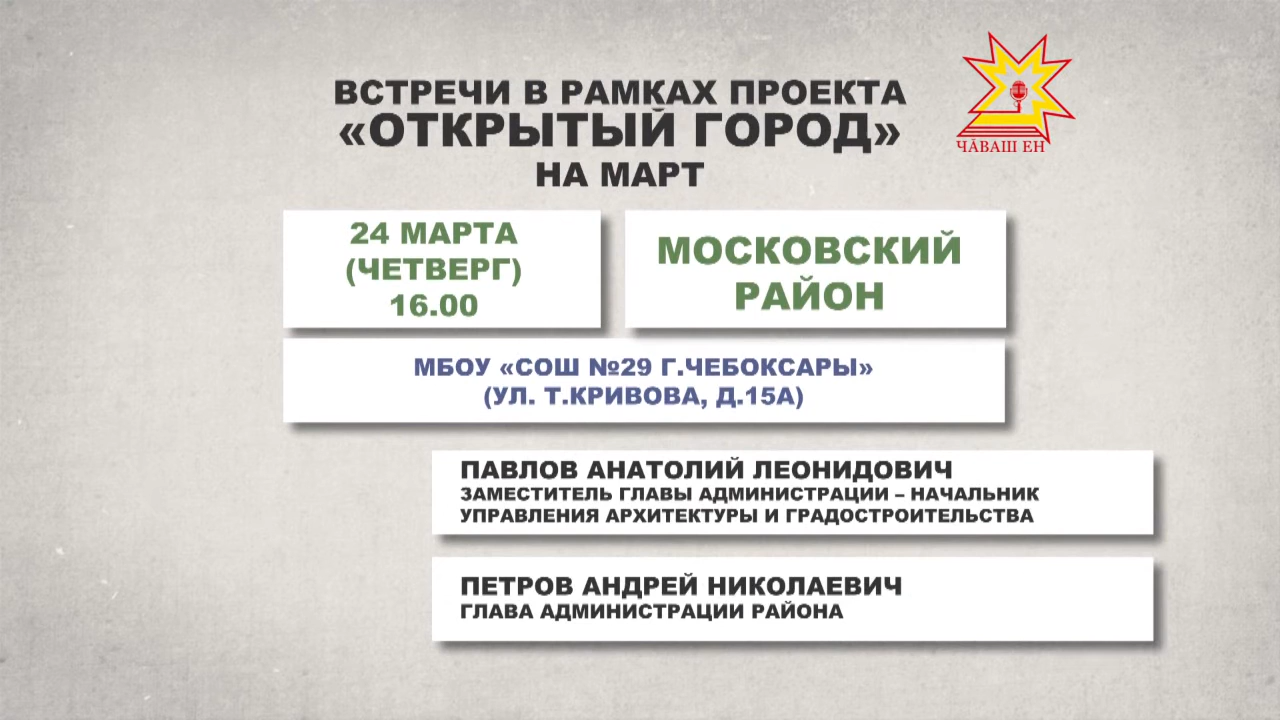 ВСТРЕЧИ В РАМКАХ ПРОЕКТА
«ОТКРЫТЫЙ ГОРОД»
НА МАРТ
ЧӐВАШ ЕН
24 МАРТА
(ЧЕТВЕРГ)
16.00
МОСКОВСКИЙ
РАЙОН
МБОУ «СОШ №29 Г.ЧЕБОКСАРЫ»
(УЛ. Т.КРИВОВА, Д.15А)
ПАВЛОВ АНАТОЛИЙ ЛЕОНИДОВИЧ
ЗАМЕСТИТЕЛЬ ГЛАВЫ АДМИНИСТРАЦИИ – НАЧАЛЬНИК
УПРАВЛЕНИЯ АРХИТЕКТУРЫ И ГРАДОСТРОИТЕЛЬСТВА
ПЕТРОВ АНДРЕЙ НИКОЛАЕВИЧ
ГЛАВА АДМИНИСТРАЦИИ РАЙОНА